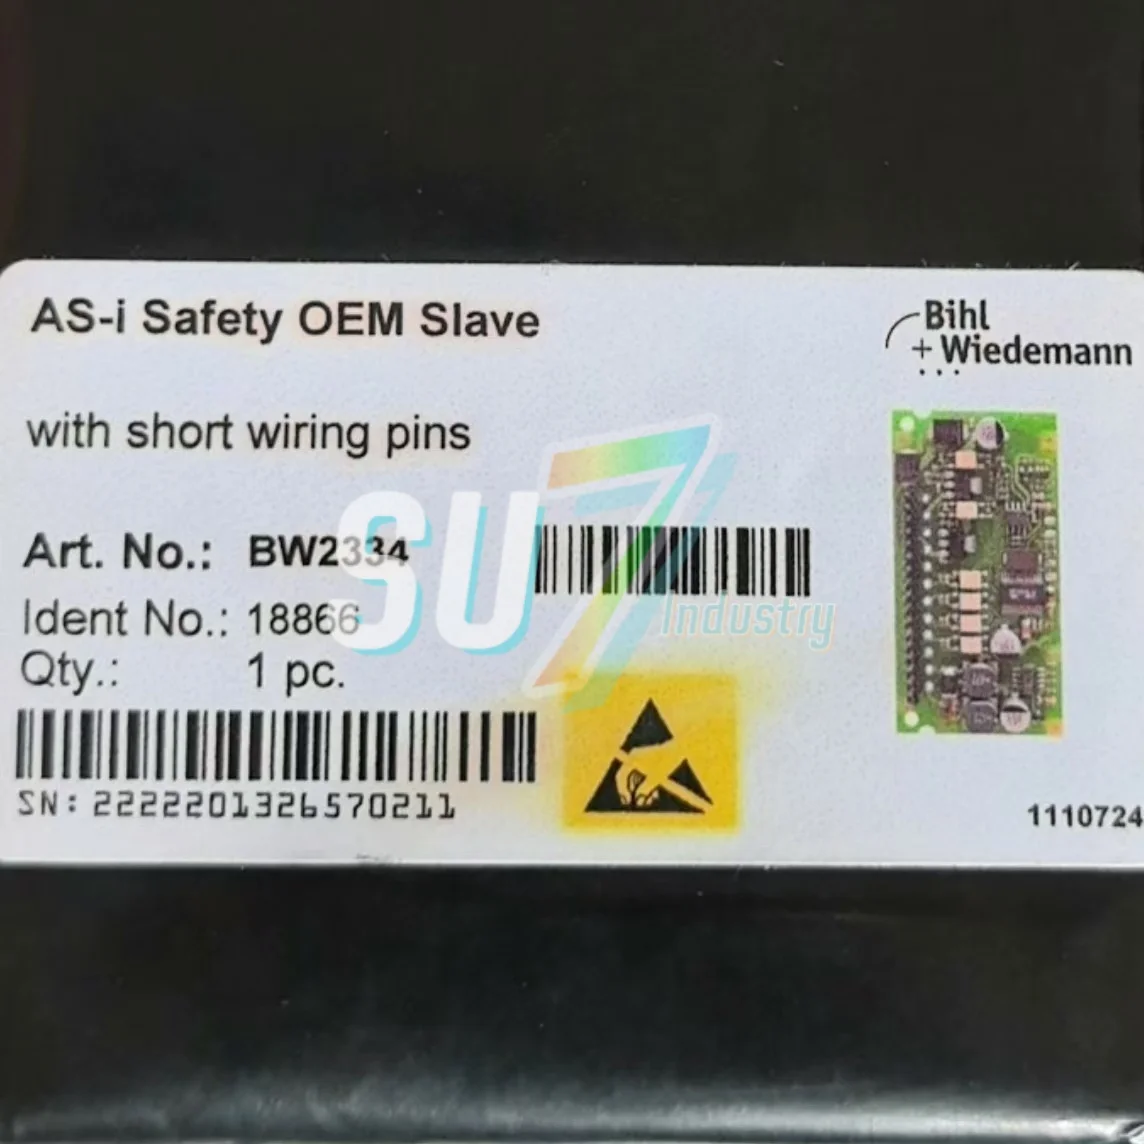 AS-i Safety OEM Slave
Bihl
+ Wiedemann
with short wiring pins
Art. No.: BW2334
Ident No.: 18866
Qty.: 1 pc.
SU7
Industry
SN: 2222201326570211
1110724